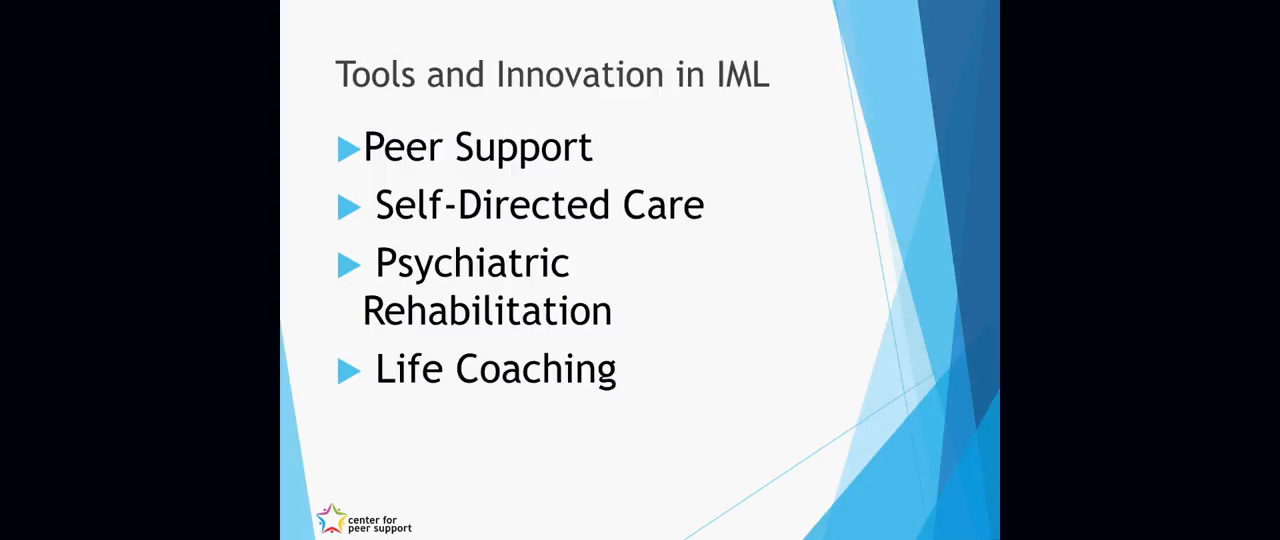 Tools and Innovation in IML
Peer Support
Self-Directed Care
Psychiatric
Rehabilitation
Life Coaching
center for
peer support